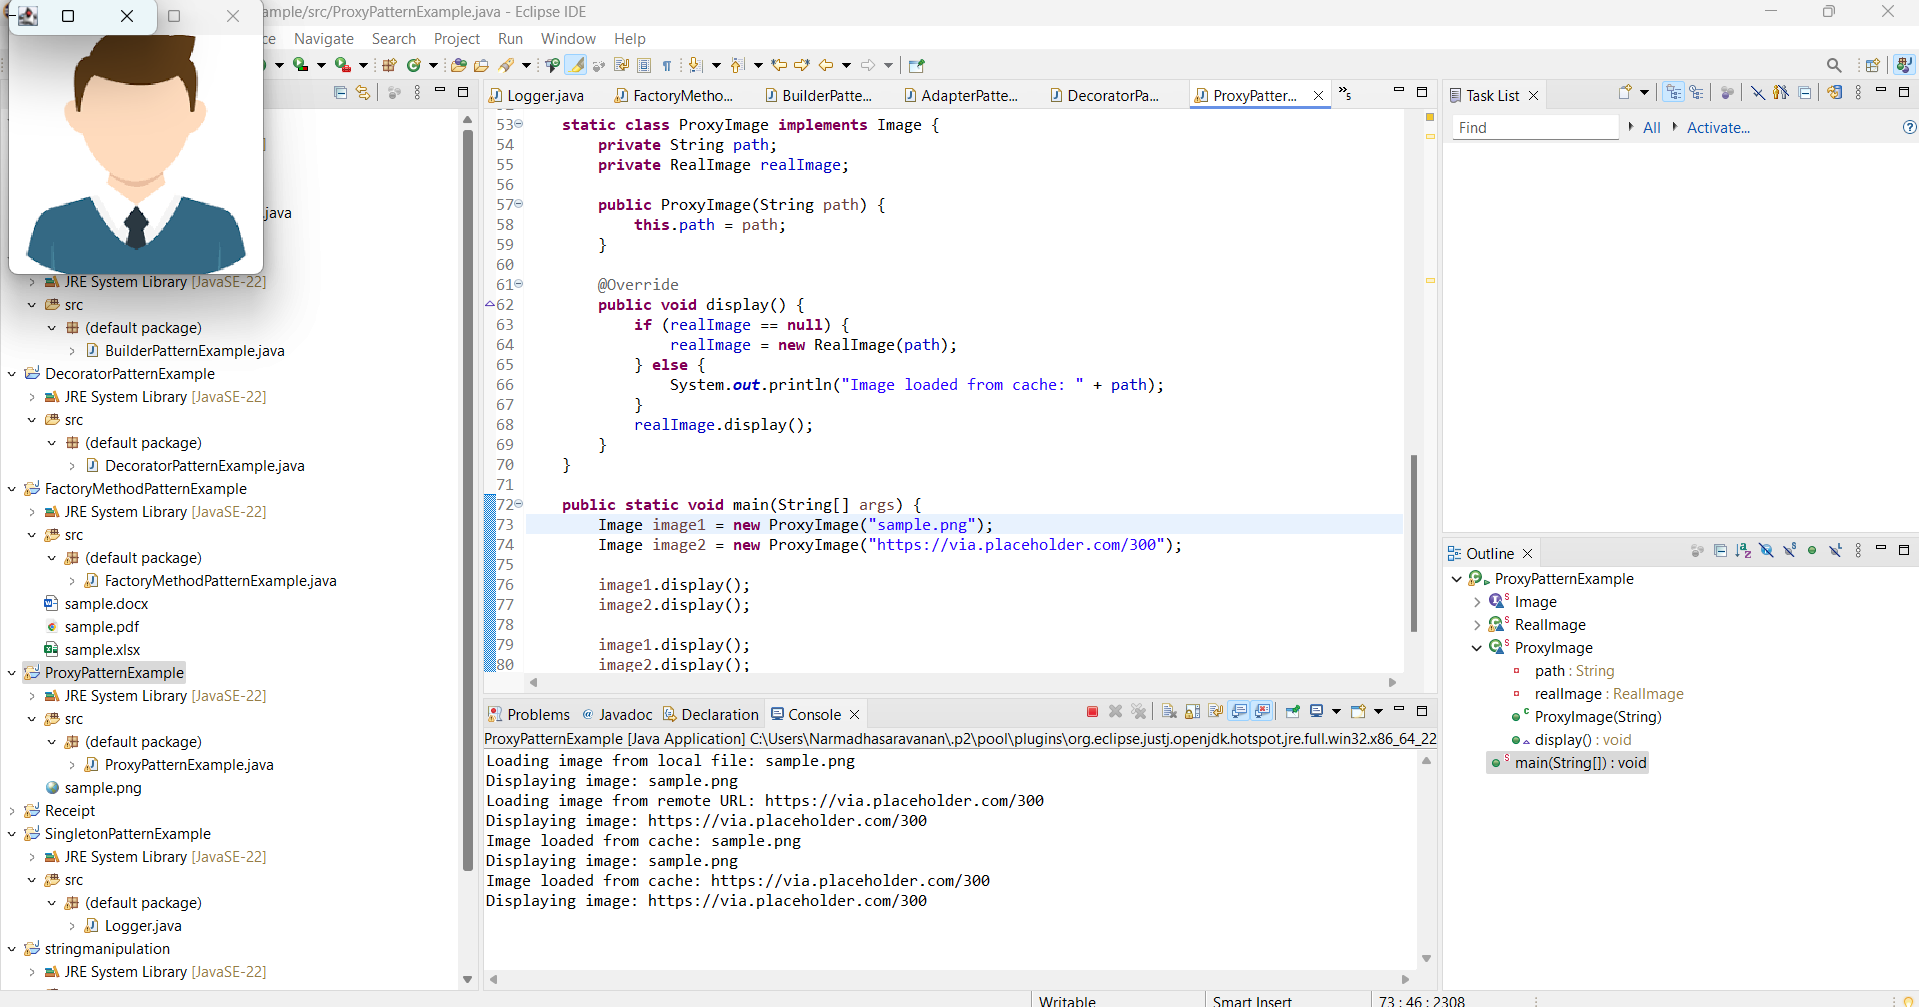 ample/src/ProxyPatternExample.java - Eclipse IDE
ce Navigate Search Project Run Window Help
.java
JRE System Library [JavaSE-22]
src
(default package)
BuilderPatternExample.java
DecoratorPatternExample
JRE System Library [JavaSE-22]
src
(default package)
DecoratorPatternExample.java
FactoryMethodPatternExample
JRE System Library [JavaSE-22]
src
(default package)
FactoryMethodPatternExample.java
sample.docx
sample.pdf
sample.xlsx
ProxyPatternExample
JRE System Library [JavaSE-22]
src
(default package)
ProxyPatternExample.java
sample.png
Receipt
SingletonPatternExample
JRE System Library [JavaSE-22]
src
(default package)
Logger.java
stringmanipulation
JRE System Library [JavaSE-22]
Logger.java FactoryMetho... BuilderPatte... AdapterPatte... DecoratorPa... ProxyPatter... »5
53 static class ProxyImage implements Image {
54 private String path;
55 private RealImage realImage;
56
57 public ProxyImage(String path) {
58 this.path = path;
59 }
60
61 @Override
62 public void display() {
63 if (realImage == null) {
64 realImage = new RealImage(path);
65 } else {
66 System.out.println("Image loaded from cache: " + path);
67 }
68 realImage.display();
69 }
70 }
71
72 public static void main(String[] args) {
73 Image image1 = new ProxyImage("sample.png");
74 Image image2 = new ProxyImage("https://via.placeholder.com/300");
75
76 image1.display();
77 image2.display();
78
79 image1.display();
80 image2.display();
Problems @ Javadoc Declaration Console
ProxyPatternExample [Java Application] C:\Users\Narmadhasaravanan\.p2\pool\plugins\org.eclipse.justj.openjdk.hotspot.jre.full.win32.x86_64_22
Loading image from local file: sample.png
Displaying image: sample.png
Loading image from remote URL: https://via.placeholder.com/300
Displaying image: https://via.placeholder.com/300
Image loaded from cache: sample.png
Displaying image: sample.png
Image loaded from cache: https://via.placeholder.com/300
Displaying image: https://via.placeholder.com/300
Task List
Find All Activate...
Outline
ProxyPatternExample
Image
RealImage
ProxyImage
path : String
realImage : RealImage
ProxyImage(String)
display() : void
main(String[]) : void
Writable Smart Insert 73 : 46 : 2308